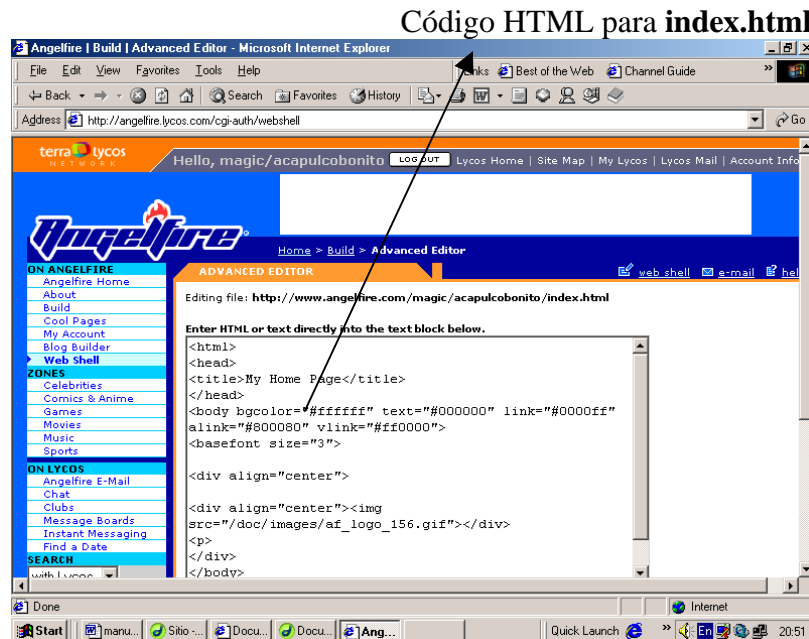 Código HTML para index.html
Angelfire | Build | Advanced Editor - Microsoft Internet Explorer
File Edit View Favorites Tools Help
Links Best of the Web Channel Guide »
Back Search Favorites History
Address http://angelfire.lycos.com/cgi-auth/webshell Go
terra lycos
NETWORK
Hello, magic/acapulcobonito LOGOUT Lycos Home | Site Map | My Lycos | Lycos Mail | Account Info
Angelfire
Home > Build > Advanced Editor
ON ANGELFIRE
Angelfire Home
About
Build
Cool Pages
My Account
Blog Builder
Web Shell
ZONES
Celebrities
Comics & Anime
Games
Movies
Music
Sports
ON LYCOS
Angelfire E-Mail
Chat
Clubs
Message Boards
Instant Messaging
Find a Date
SEARCH
with Lycos
ADVANCED EDITOR
web shell e-mail hel
Editing file: http://www.angelfire.com/magic/acapulcobonito/index.html
Enter HTML or text directly into the text block below.
<html>
<head>
<title>My Home Page</title>
</head>
<body bgcolor="#ffffff" text="#000000" link="#0000ff"
alink="#800080" vlink="#ff0000">
<basefont size="3">
<div align="center">
<div align="center"><img
src="/doc/images/af_logo_156.gif"></div>
<p>
</div>
</body>
Done Internet
Start manu... Sitio -... Docu... Docu... Ang... Quick Launch » En 20:51